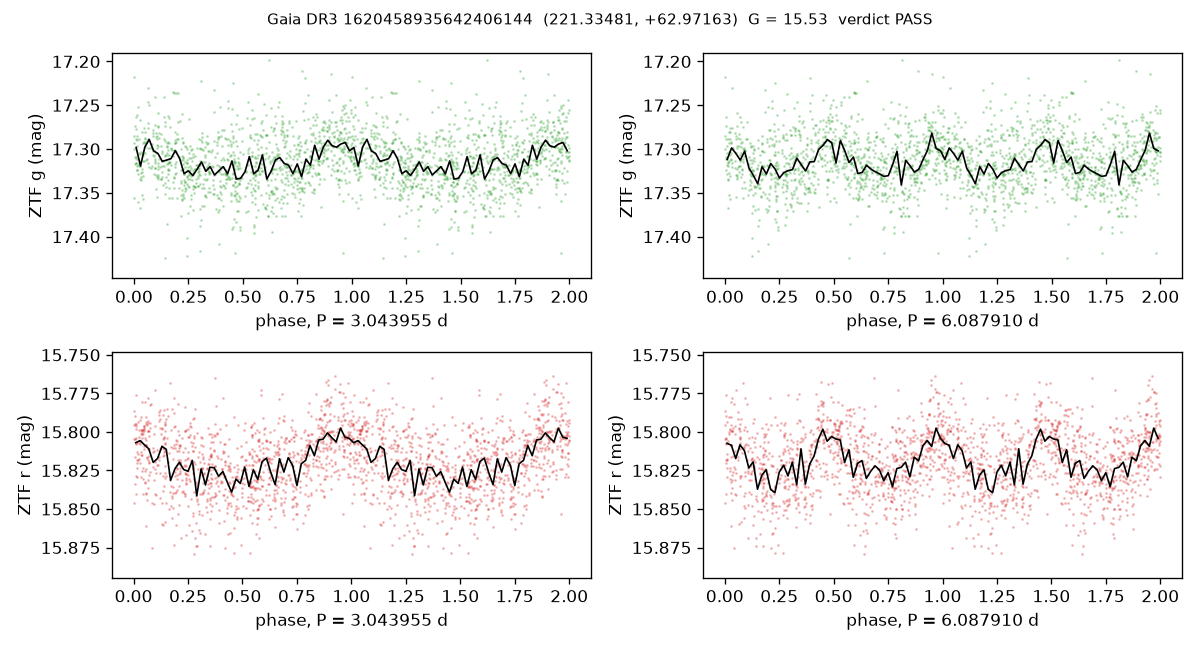 Gaia DR3 1620458935642406144  (221.33481, +62.97163)  G = 15.53  verdict PASS
ZTF g (mag)
17.20
17.25
17.30
17.35
17.40
0.00 0.25 0.50 0.75 1.00 1.25 1.50 1.75 2.00
phase, P = 3.043955 d
ZTF g (mag)
17.20
17.25
17.30
17.35
17.40
0.00 0.25 0.50 0.75 1.00 1.25 1.50 1.75 2.00
phase, P = 6.087910 d
ZTF r (mag)
15.750
15.775
15.800
15.825
15.850
15.875
0.00 0.25 0.50 0.75 1.00 1.25 1.50 1.75 2.00
phase, P = 3.043955 d
ZTF r (mag)
15.750
15.775
15.800
15.825
15.850
15.875
0.00 0.25 0.50 0.75 1.00 1.25 1.50 1.75 2.00
phase, P = 6.087910 d